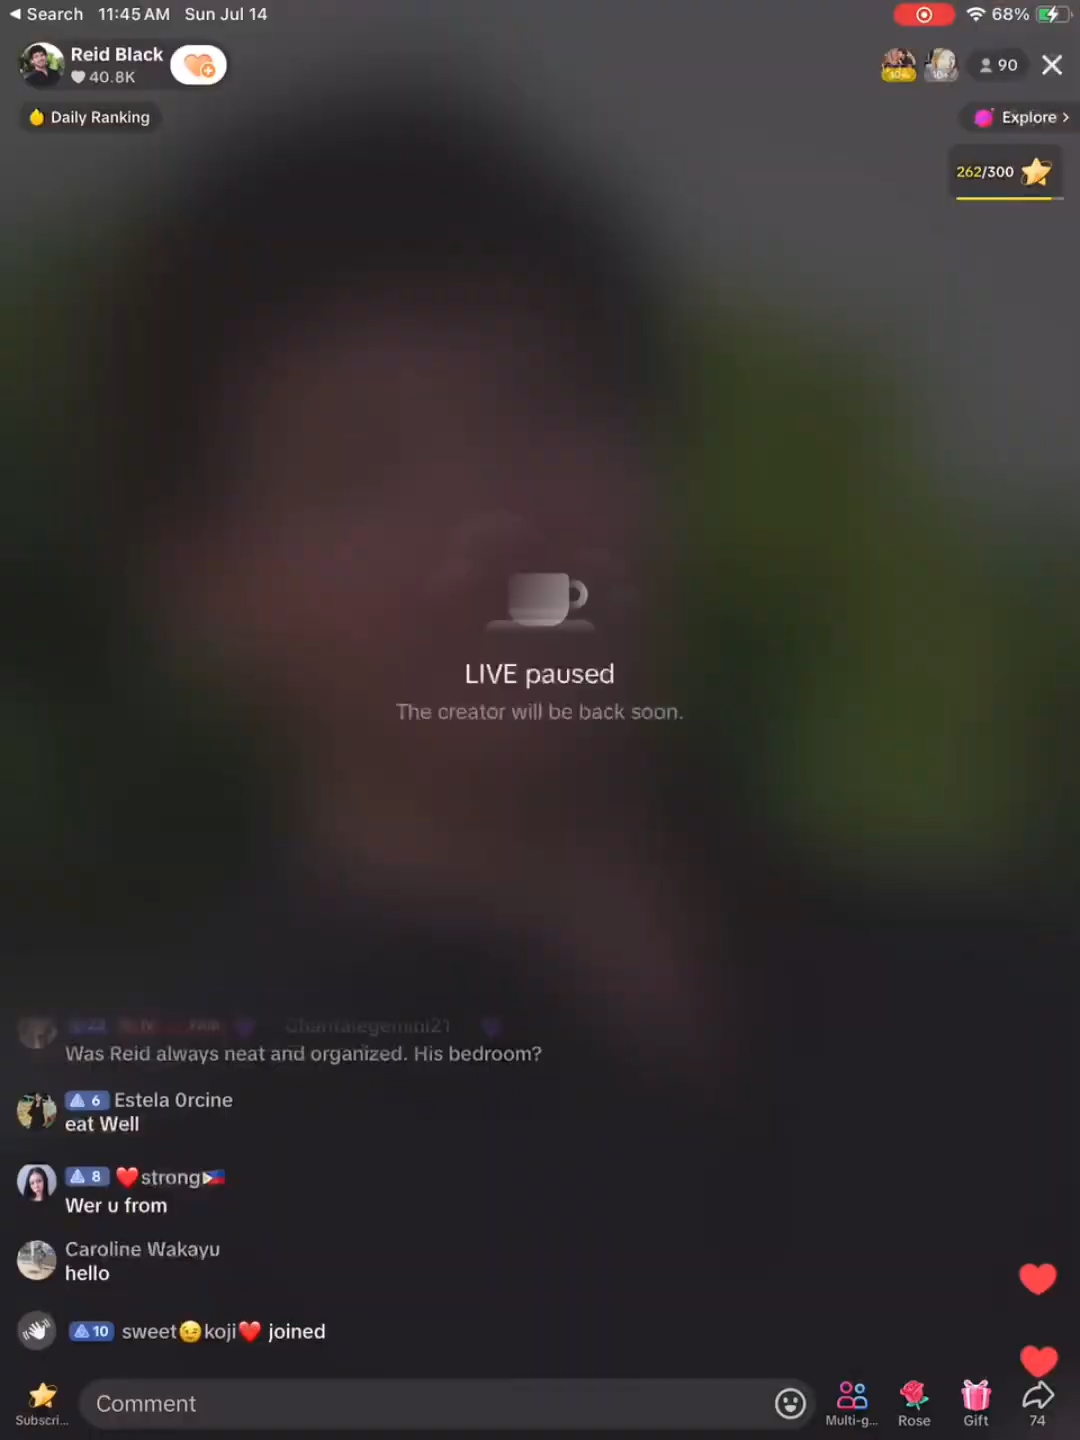 Search 11:45 AM Sun Jul 14 68%
Reid Black
40.8K
90
Daily Ranking
Explore
262/300
LIVE paused
The creator will be back soon.
Chantalegemini21
Was Reid always neat and organized. His bedroom?
6 Estela 0rcine
eat Well
8 ❤️strong🇵🇭
Wer u from
Caroline Wakayu
hello
10 sweet😉koji❤️ joined
Comment
Subscri...
Multi-g...
Rose
Gift
74